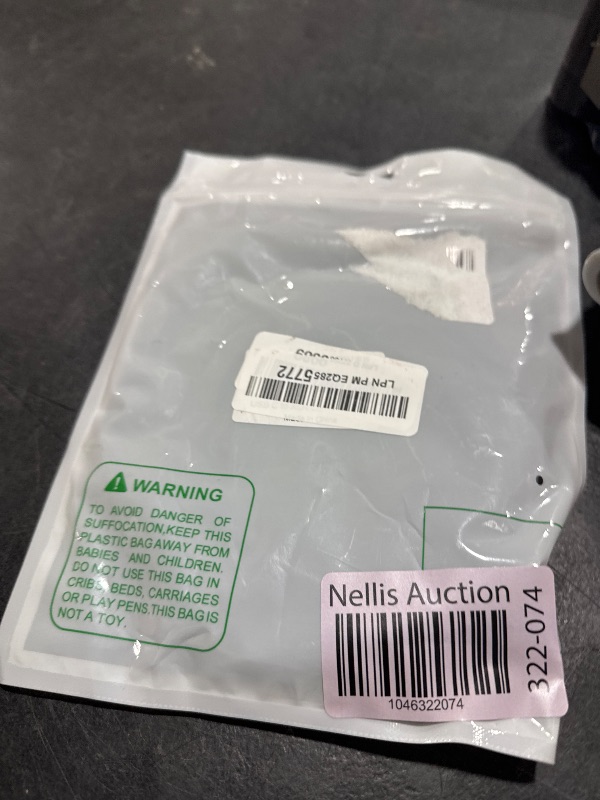 LPN PM EQ2855772
WARNING
TO AVOID DANGER OF
SUFFOCATION,KEEP THIS
PLASTIC BAG AWAY FROM
BABIES AND CHILDREN.
DO NOT USE THIS BAG IN
CRIBS, BEDS, CARRIAGES
OR PLAY PENS.THIS BAG IS
NOT A TOY.
Nellis Auction
1046322074
322-074